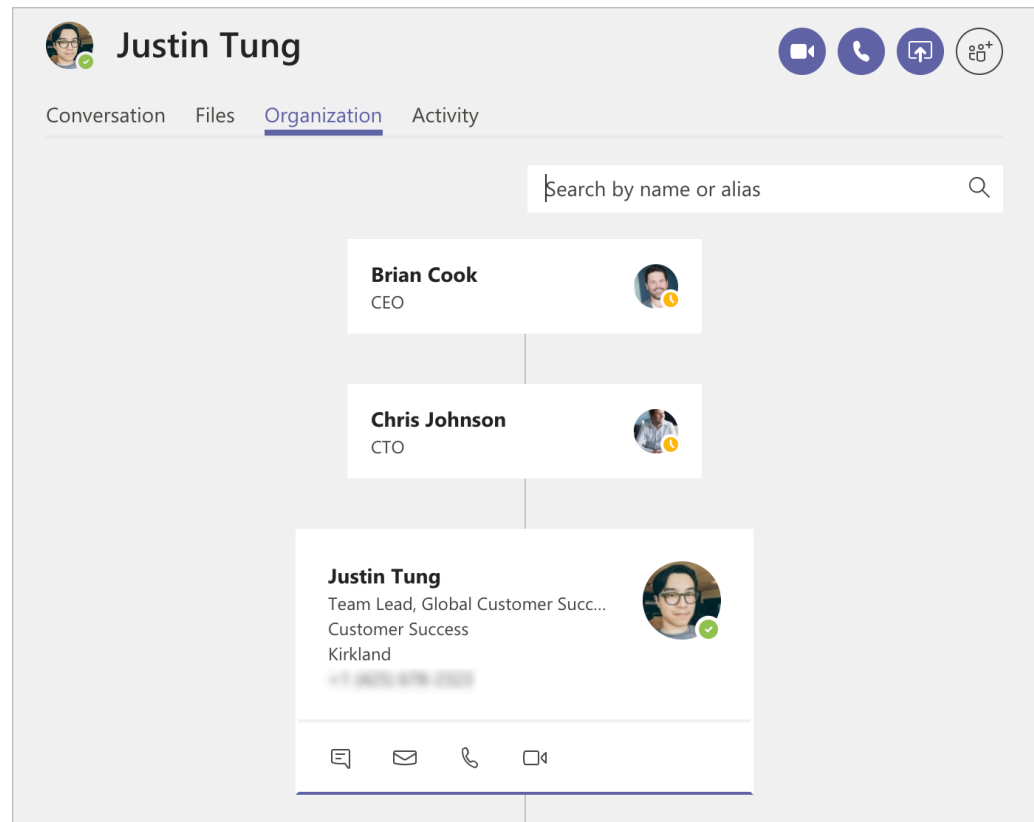 Justin Tung
Conversation Files Organization Activity
Search by name or alias
Brian Cook
CEO
Chris Johnson
CTO
Justin Tung
Team Lead, Global Customer Succ...
Customer Success
Kirkland